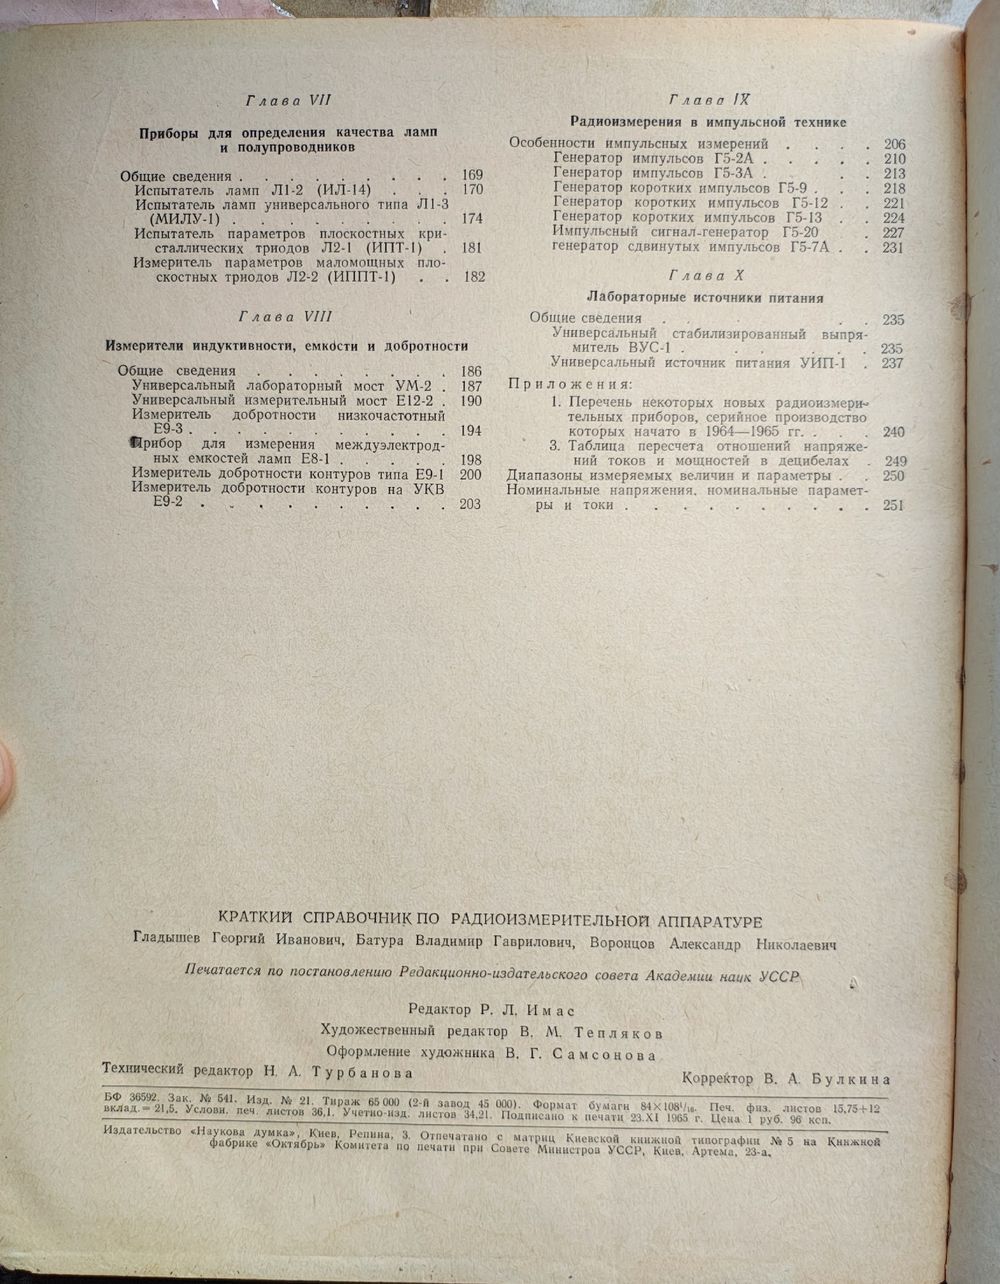 Глава VII
Приборы для определения качества ламп
и полупроводников
Общие сведения . . . . . . . . . 169
Испытатель ламп Л1-2 (ИЛ-14) . . . 170
Испытатель ламп универсального типа Л1-3
(МИЛУ-1) . . . . . . . . . 174
Испытатель параметров плоскостных кри-
сталлических триодов Л2-1 (ИПТ-1) . 181
Измеритель параметров маломощных пло-
скостных триодов Л2-2 (ИППТ-1) . . 182
Глава VIII
Измерители индуктивности, емкости и добротности
Общие сведения . . . . . . . . 186
Универсальный лабораторный мост УМ-2 . 187
Универсальный измерительный мост Е12-2 . 190
Измеритель добротности низкочастотный
Е9-3 . . . . . . . . . . . 194
Прибор для измерения междуэлектрод-
ных емкостей ламп Е8-1 . . . . . 198
Измеритель добротности контуров типа Е9-1 200
Измеритель добротности контуров на УКВ
Е9-2 . . . . . . . . . . 203
Глава IX
Радиоизмерения в импульсной технике
Особенности импульсных измерений . . . . 206
Генератор импульсов Г5-2А . . . . . 210
Генератор импульсов Г5-3А . . . 213
Генератор коротких импульсов Г5-9 . . . 218
Генератор коротких импульсов Г5-12 . . 221
Генератор коротких импульсов Г5-13 . . 224
Импульсный сигнал-генератор Г5-20 . 227
генератор сдвинутых импульсов Г5-7А . . 231
Глава X
Лабораторные источники питания
Общие сведения . . . . 235
Универсальный стабилизированный выпря-
митель ВУС-1 . . . . . . . 235
Универсальный источник питания УИП-1 . 237
Приложения:
1. Перечень некоторых новых радиоизмери-
тельных приборов, серийное производство
которых начато в 1964—1965 гг. . . 240
3. Таблица пересчета отношений напряже-
ний токов и мощностей в децибелах . 249
Диапазоны измеряемых величин и параметры . . 250
Номинальные напряжения, номинальные парамет-
ры и токи . . . . . . . . . . 251
КРАТКИЙ СПРАВОЧНИК ПО РАДИОИЗМЕРИТЕЛЬНОЙ АППАРАТУРЕ
Гладышев Георгий Иванович, Батура Владимир Гаврилович, Воронцов Александр Николаевич
Печатается по постановлению Редакционно-издательского совета Академии наук УССР
Редактор Р. Л. Имас
Художественный редактор В. М. Тепляков
Оформление художника В. Г. Самсонова
Технический редактор Н. А. Турбанова
Корректор В. А. Булкина
БФ 36592. Зак. № 541. Изд. № 21. Тираж 65 000 (2-й завод 45 000). Формат бумаги 84×108¹/₁₆. Печ. физ. листов 15,75+12
вклад.= 21,5. Условн. печ. листов 36,1. Учетно-изд. листов 34,21. Подписано к печати 23.XI 1965 г. Цена 1 руб. 96 коп.
Издательство «Наукова думка», Киев, Репина, 3. Отпечатано с матриц Киевской книжной типографии № 5 на Книжной
фабрике «Октябрь» Комитета по печати при Совете Министров УССР, Киев, Артема, 23-а.